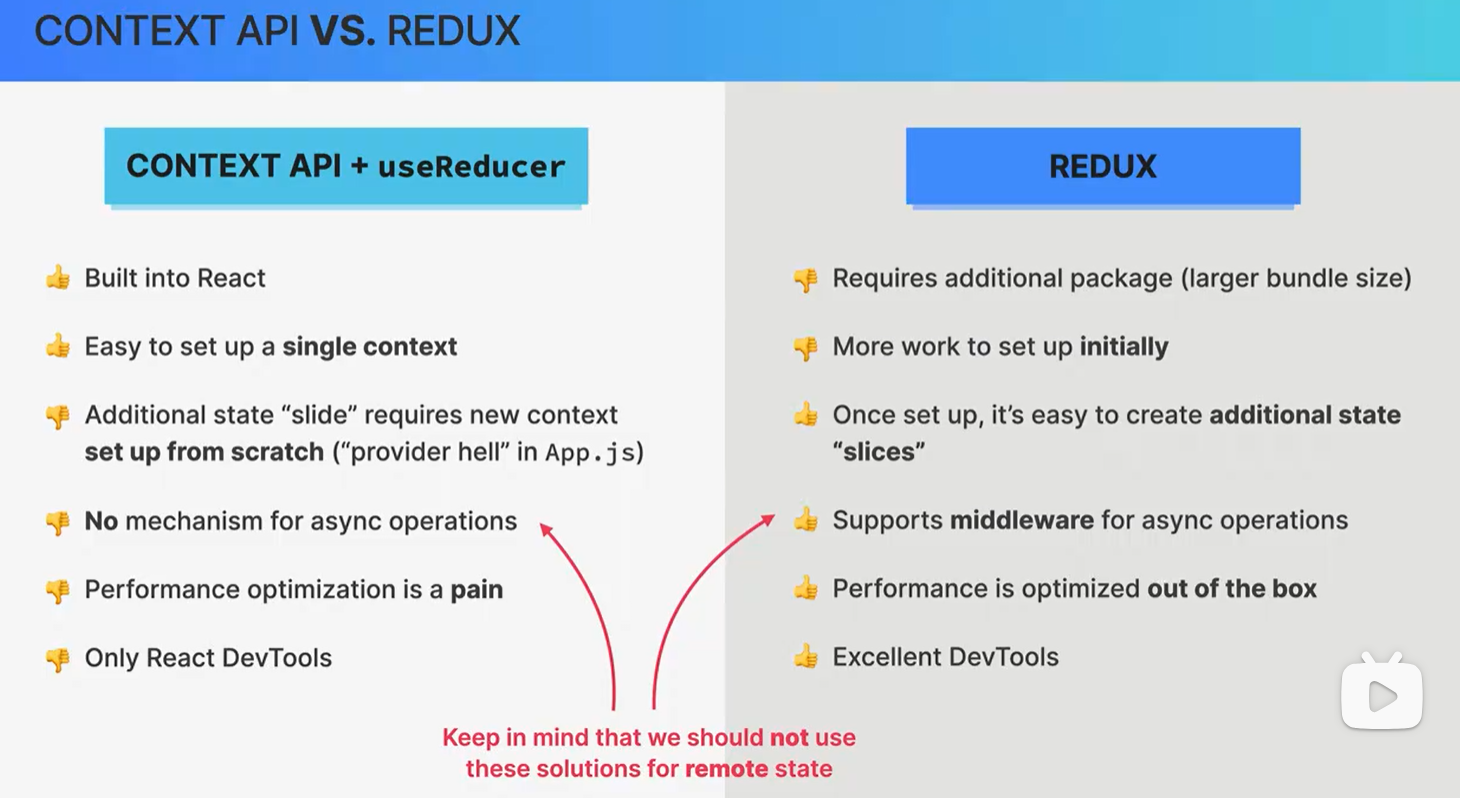 CONTEXT API VS. REDUX
CONTEXT API + useReducer
👍 Built into React
👍 Easy to set up a single context
👎 Additional state “slide” requires new context
set up from scratch (“provider hell” in App.js)
👎 No mechanism for async operations
👎 Performance optimization is a pain
👎 Only React DevTools
REDUX
👎 Requires additional package (larger bundle size)
👎 More work to set up initially
👍 Once set up, it’s easy to create additional state
“slices”
👍 Supports middleware for async operations
👍 Performance is optimized out of the box
👍 Excellent DevTools
Keep in mind that we should not use
these solutions for remote state